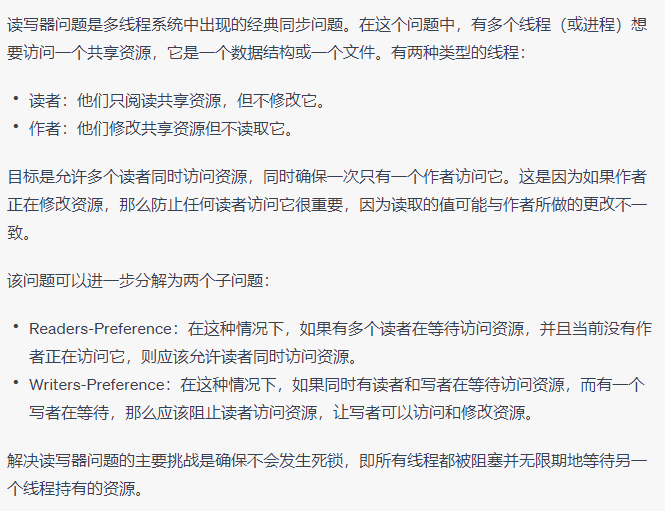 读写器问题是多线程系统中出现的经典同步问题。在这个问题中，有多个线程（或进程）想
要访问一个共享资源，它是一个数据结构或一个文件。有两种类型的线程：
• 读者：他们只阅读共享资源，但不修改它。
• 作者：他们修改共享资源但不读取它。
目标是允许多个读者同时访问资源，同时确保一次只有一个作者访问它。这是因为如果作者
正在修改资源，那么防止任何读者访问它很重要，因为读取的值可能与作者所做的更改不一
致。
该问题可以进一步分解为两个子问题：
• Readers-Preference：在这种情况下，如果有多个读者在等待访问资源，并且当前没有作
者正在访问它，则应该允许读者同时访问资源。
• Writers-Preference：在这种情况下，如果同时有读者和写者在等待访问资源，而有一个
写者在等待，那么应该阻止读者访问资源，让写者可以访问和修改资源。
解决读写器问题的主要挑战是确保不会发生死锁，即所有线程都被阻塞并无限期地等待另一
个线程持有的资源。